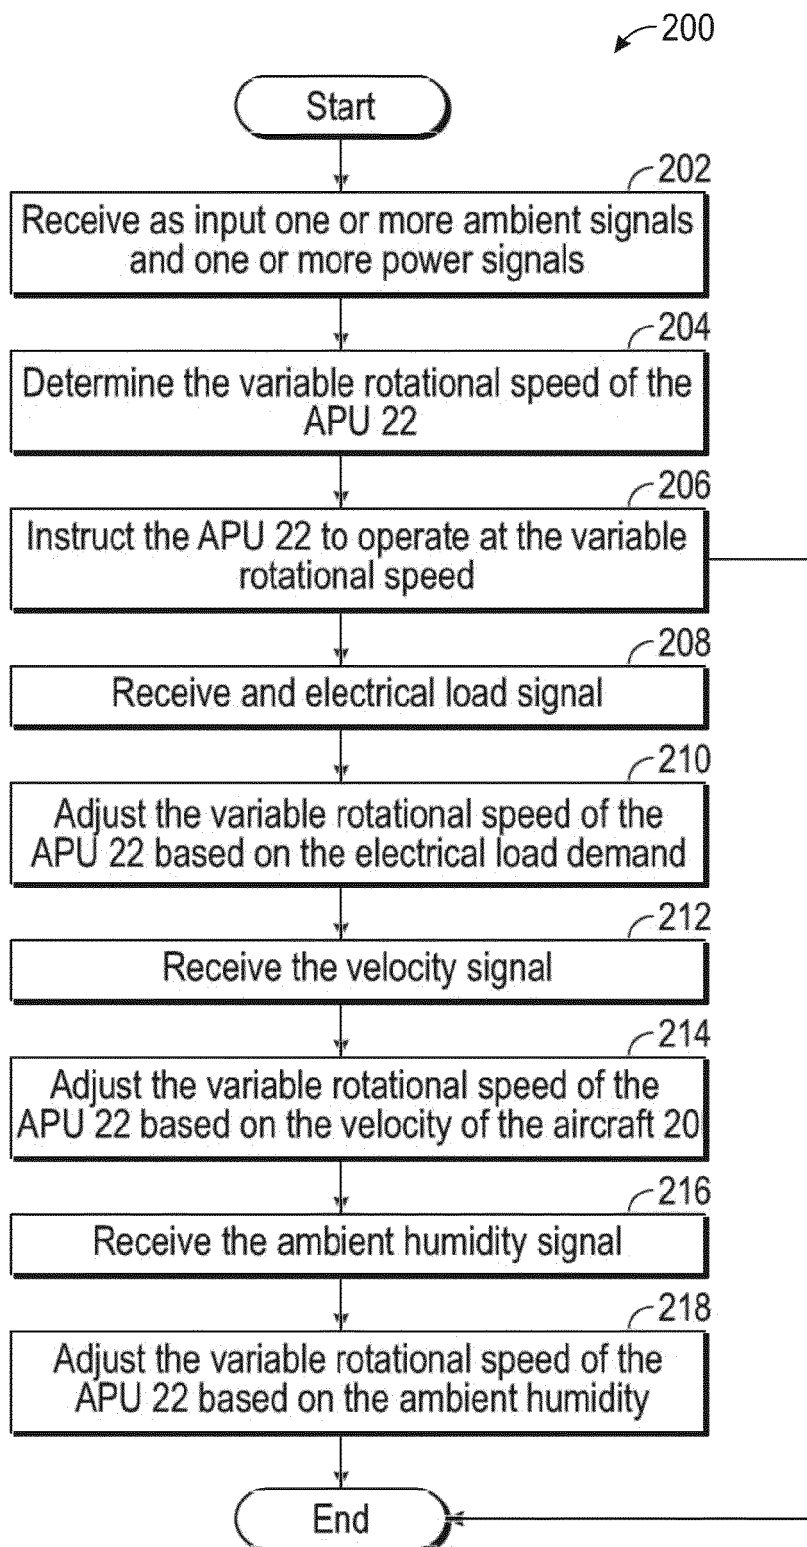 200
Start
202
Receive as input one or more ambient signals
and one or more power signals
204
Determine the variable rotational speed of the
APU 22
206
Instruct the APU 22 to operate at the variable
rotational speed
208
Receive and electrical load signal
210
Adjust the variable rotational speed of the
APU 22 based on the electrical load demand
212
Receive the velocity signal
214
Adjust the variable rotational speed of the
APU 22 based on the velocity of the aircraft 20
216
Receive the ambient humidity signal
218
Adjust the variable rotational speed of the
APU 22 based on the ambient humidity
End